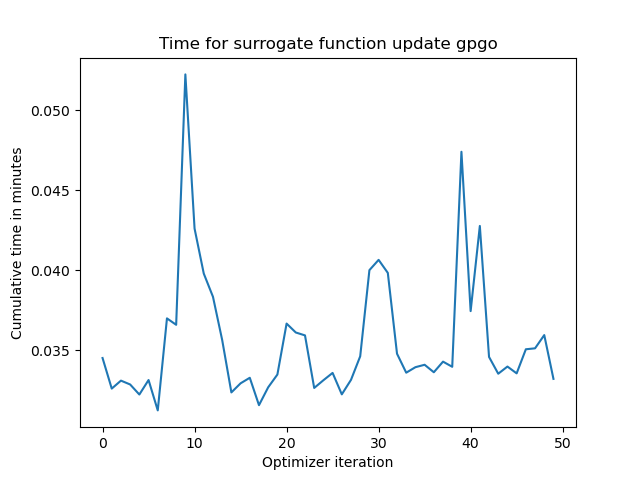 Time for surrogate function update gpgo
Cumulative time in minutes
0.050
0.045
0.040
0.035
0 10 20 30 40 50
Optimizer iteration